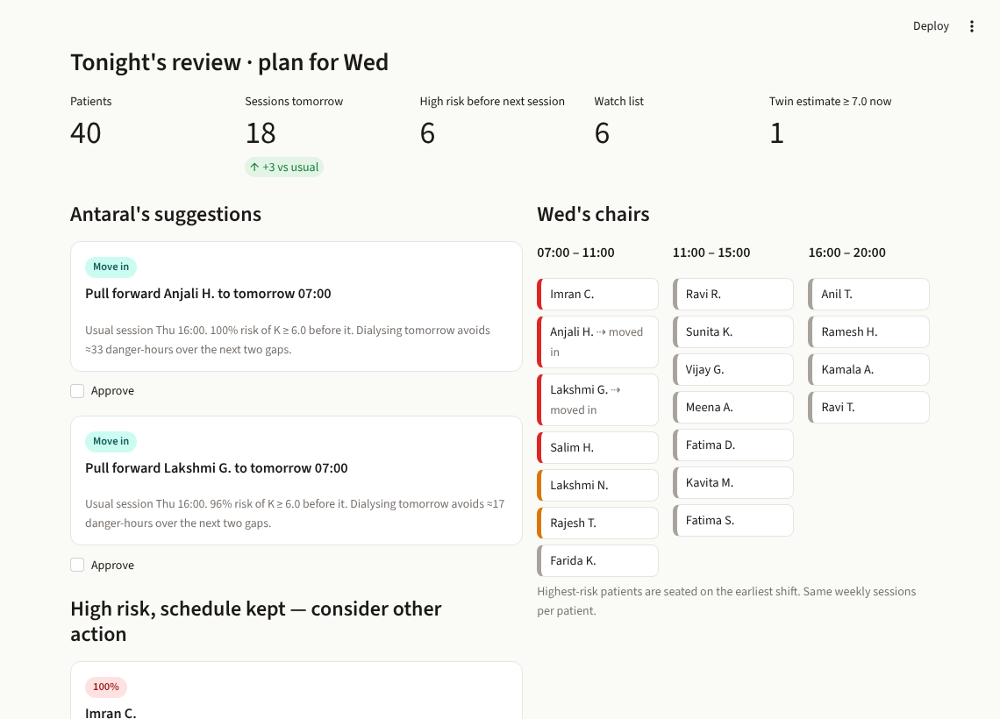 Deploy
Tonight's review · plan for Wed
Patients
40
Sessions tomorrow
18
↑ +3 vs usual
High risk before next session
6
Watch list
6
Twin estimate ≥ 7.0 now
1
Antaral's suggestions
Move in
Pull forward Anjali H. to tomorrow 07:00
Usual session Thu 16:00. 100% risk of K ≥ 6.0 before it. Dialysing tomorrow avoids
≈33 danger-hours over the next two gaps.
Approve
Move in
Pull forward Lakshmi G. to tomorrow 07:00
Usual session Thu 16:00. 96% risk of K ≥ 6.0 before it. Dialysing tomorrow avoids ≈17
danger-hours over the next two gaps.
Approve
High risk, schedule kept — consider other
action
100%
Imran C.
Wed's chairs
07:00 – 11:00
Imran C.
Anjali H. ⇢ moved
in
Lakshmi G. ⇢
moved in
Salim H.
Lakshmi N.
Rajesh T.
Farida K.
11:00 – 15:00
Ravi R.
Sunita K.
Vijay G.
Meena A.
Fatima D.
Kavita M.
Fatima S.
16:00 – 20:00
Anil T.
Ramesh H.
Kamala A.
Ravi T.
Highest-risk patients are seated on the earliest shift. Same weekly sessions
per patient.